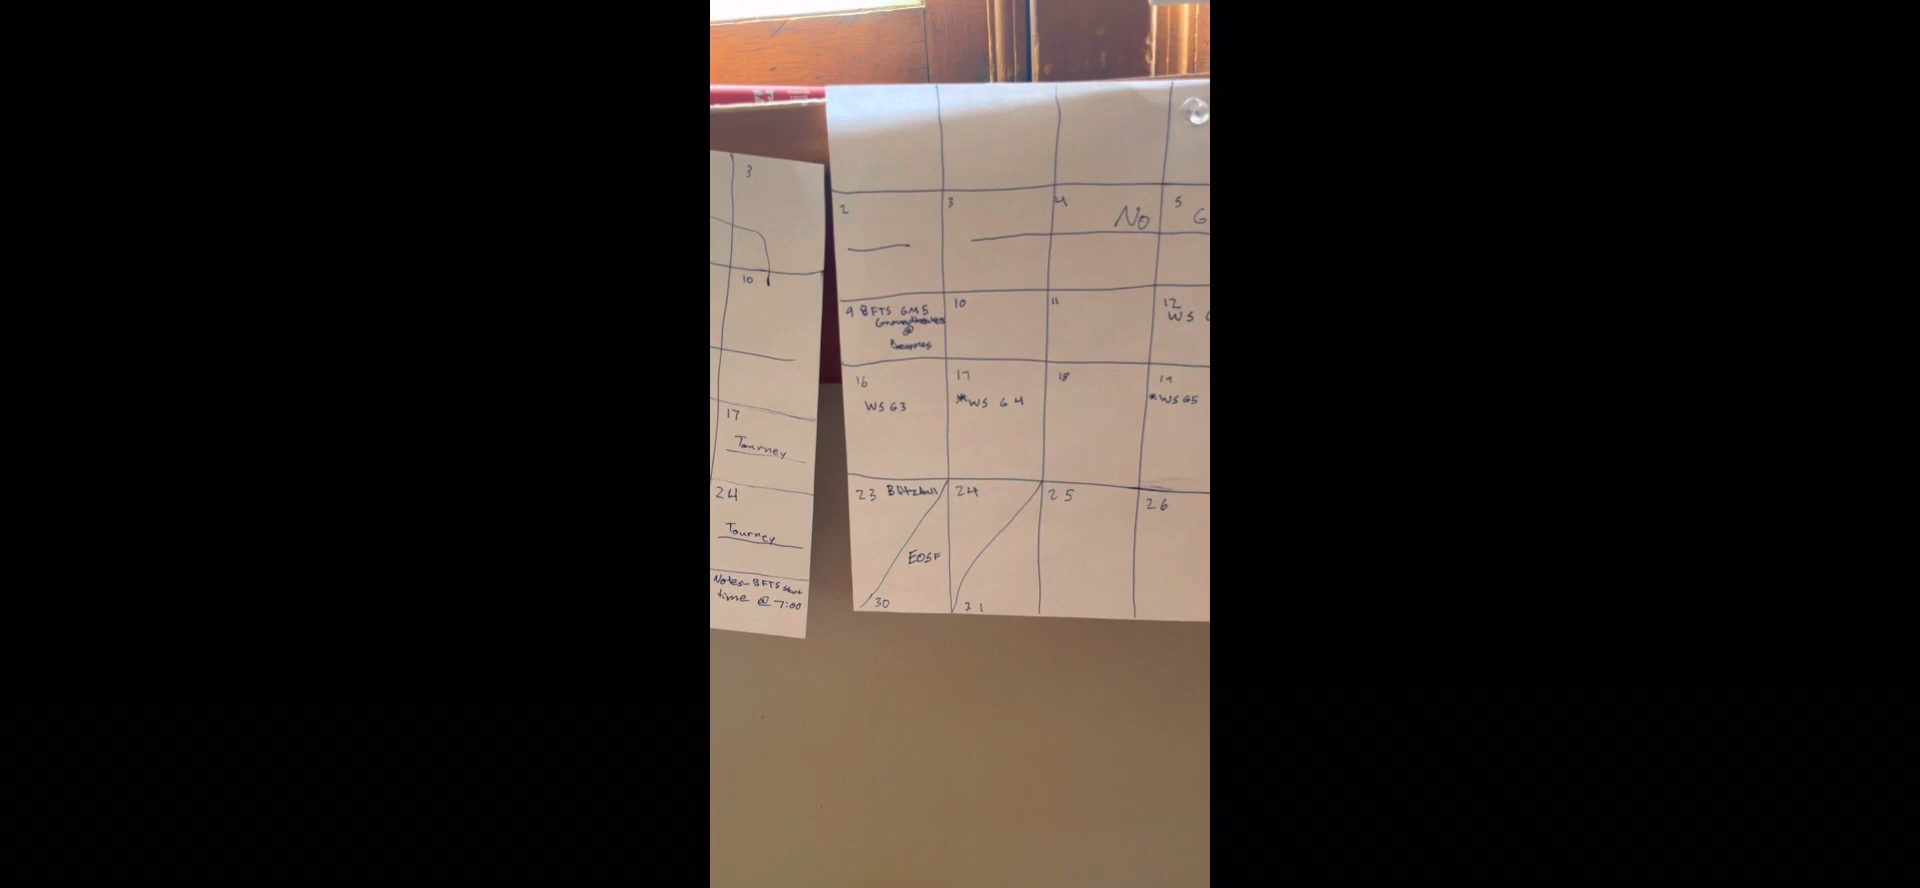 3
10
17
Tourney
24
Tourney
Notes- BFTS start
time @ 7:00
2
3
4
No
5
G
9 BFTS GM5
@
10
11
12
WS
16
WS G3
17
*WS G4
18
19
*WS G5
23 Blitzball
EOSF
30
24
31
25
26